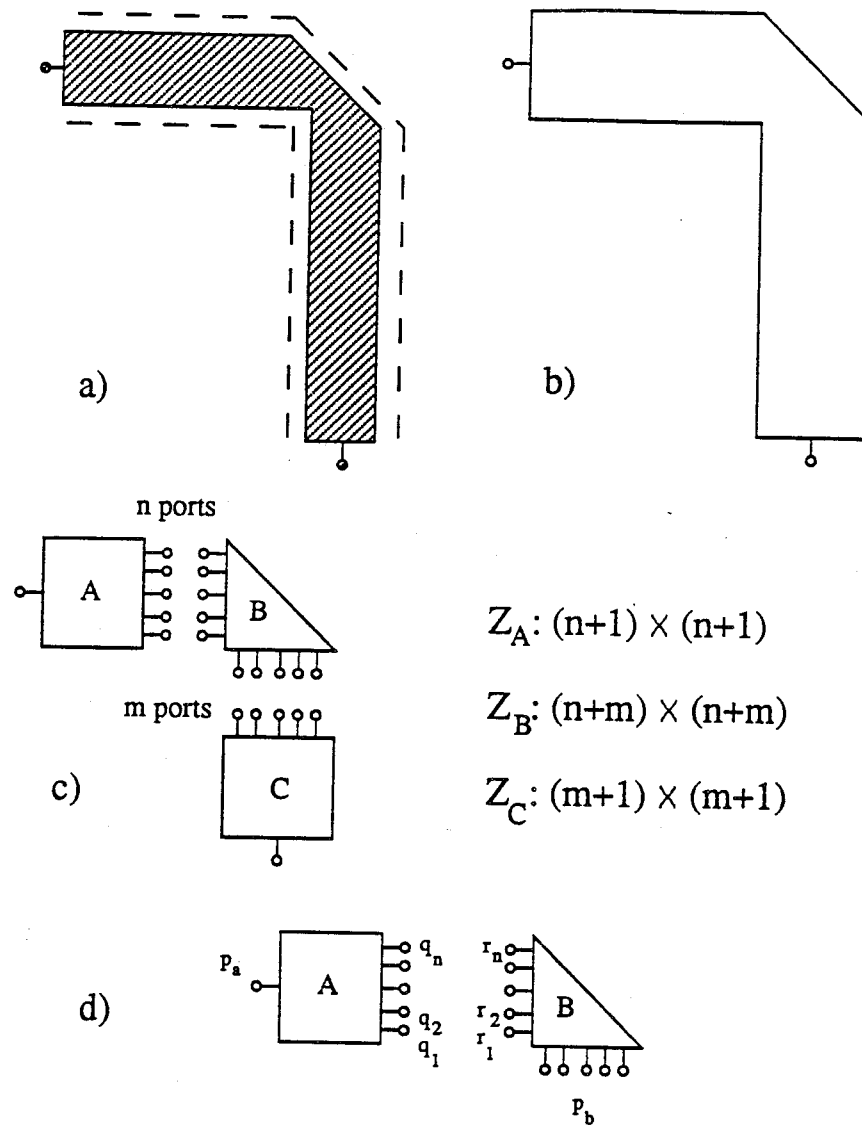 a)
b)
n ports
A
B
Z_A: (n+1) × (n+1)
m ports
Z_B: (n+m) × (n+m)
c)
C
Z_C: (m+1) × (m+1)
p_a
A
q_n
r_n
d)
q_2
r_2
B
q_1
r_1
p_b